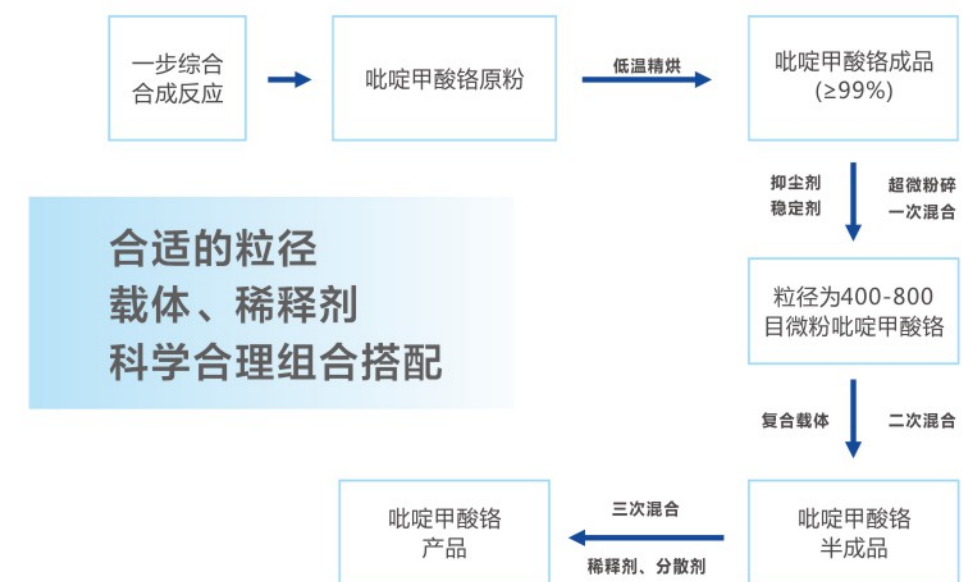 一步综合
合成反应
吡啶甲酸铬原粉
低温精烘
吡啶甲酸铬成品
(≥99%)
抑尘剂
稳定剂
超微粉碎
一次混合
合适的粒径
载体、稀释剂
科学合理组合搭配
粒径为400-800
目微粉吡啶甲酸铬
复合载体
二次混合
吡啶甲酸铬
半成品
三次混合
稀释剂、分散剂
吡啶甲酸铬
产品